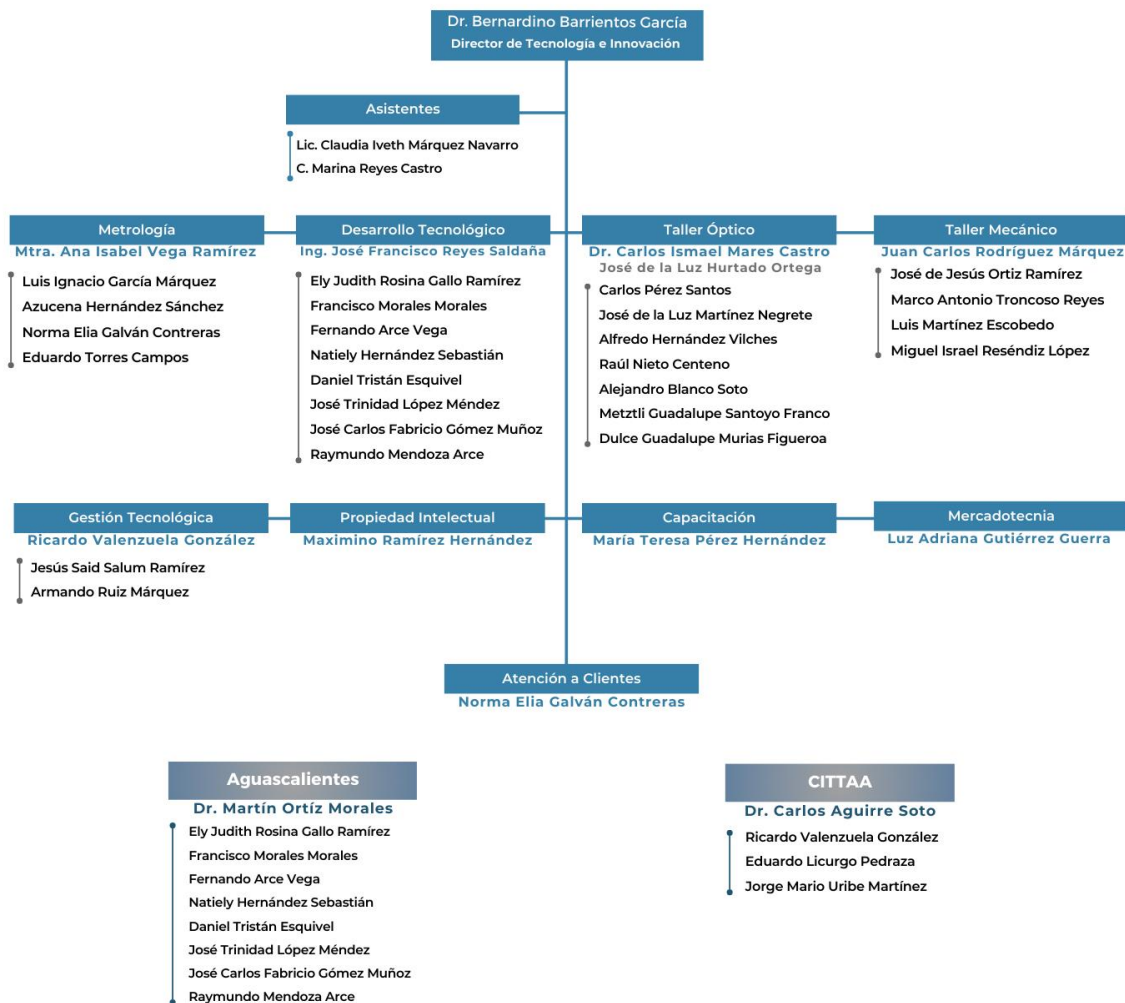 Dr. Bernardino Barrientos García
Director de Tecnología e Innovación
Asistentes
Lic. Claudia Iveth Márquez Navarro
C. Marina Reyes Castro
Metrología
Mtra. Ana Isabel Vega Ramírez
Luis Ignacio García Márquez
Azucena Hernández Sánchez
Norma Elia Galván Contreras
Eduardo Torres Campos
Desarrollo Tecnológico
Ing. José Francisco Reyes Saldaña
Ely Judith Rosina Gallo Ramírez
Francisco Morales Morales
Fernando Arce Vega
Natiely Hernández Sebastián
Daniel Tristán Esquivel
José Trinidad López Méndez
José Carlos Fabricio Gómez Muñoz
Raymundo Mendoza Arce
Taller Óptico
Dr. Carlos Ismael Mares Castro
José de la Luz Hurtado Ortega
Carlos Pérez Santos
José de la Luz Martínez Negrete
Alfredo Hernández Vilches
Raúl Nieto Centeno
Alejandro Blanco Soto
Metztli Guadalupe Santoyo Franco
Dulce Guadalupe Murias Figueroa
Taller Mecánico
Juan Carlos Rodríguez Márquez
José de Jesús Ortiz Ramírez
Marco Antonio Troncoso Reyes
Luis Martínez Escobedo
Miguel Israel Reséndiz López
Gestión Tecnológica
Ricardo Valenzuela González
Jesús Said Salum Ramírez
Armando Ruiz Márquez
Propiedad Intelectual
Maximino Ramírez Hernández
Capacitación
María Teresa Pérez Hernández
Mercadotecnia
Luz Adriana Gutiérrez Guerra
Atención a Clientes
Norma Elia Galván Contreras
Aguascalientes
Dr. Martín Ortíz Morales
Ely Judith Rosina Gallo Ramírez
Francisco Morales Morales
Fernando Arce Vega
Natiely Hernández Sebastián
Daniel Tristán Esquivel
José Trinidad López Méndez
José Carlos Fabricio Gómez Muñoz
Raymundo Mendoza Arce
CITTAA
Dr. Carlos Aguirre Soto
Ricardo Valenzuela González
Eduardo Licurgo Pedraza
Jorge Mario Uribe Martínez